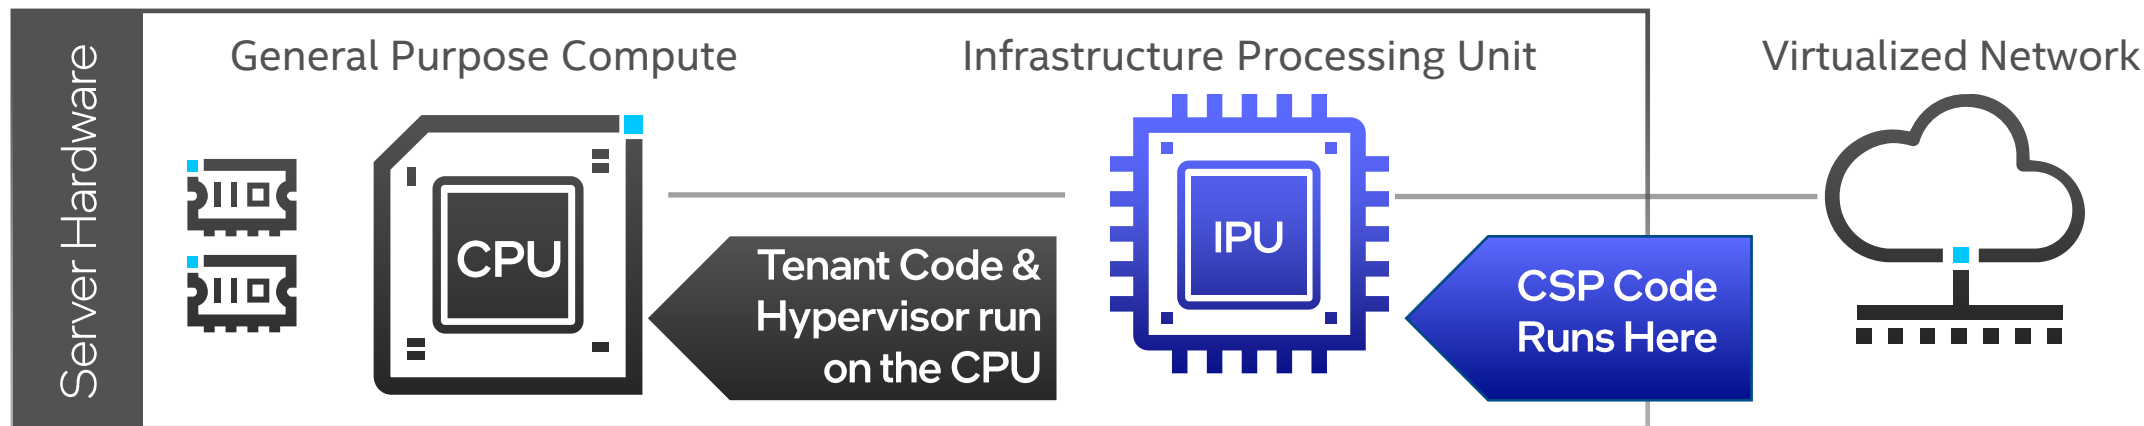 Server Hardware
General Purpose Compute
Infrastructure Processing Unit
Virtualized Network
CPU
Tenant Code &
Hypervisor run
on the CPU
IPU
CSP Code
Runs Here